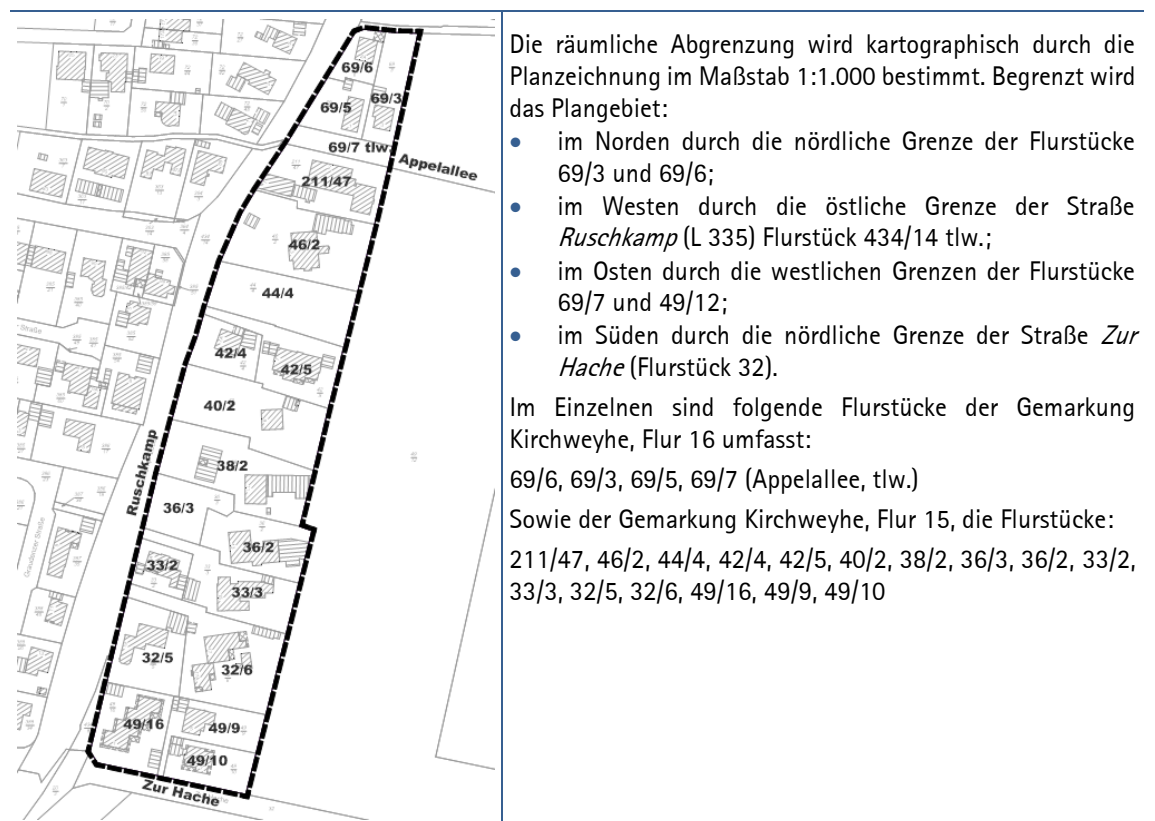 69/6
69/3
69/5
69/7 tlw.
Appelallee
211/47
46/2
44/4
42/4
42/5
40/2
38/2
Ruschkamp
36/3
36/2
33/2
33/3
32/5
32/6
49/16
49/9
49/10
Zur Hache
Graudenzer Straße
Die räumliche Abgrenzung wird kartographisch durch die
Planzeichnung im Maßstab 1:1.000 bestimmt. Begrenzt wird
das Plangebiet:
• im Norden durch die nördliche Grenze der Flurstücke
69/3 und 69/6;
• im Westen durch die östliche Grenze der Straße
Ruschkamp (L 335) Flurstück 434/14 tlw.;
• im Osten durch die westlichen Grenzen der Flurstücke
69/7 und 49/12;
• im Süden durch die nördliche Grenze der Straße Zur
Hache (Flurstück 32).
Im Einzelnen sind folgende Flurstücke der Gemarkung
Kirchweyhe, Flur 16 umfasst:
69/6, 69/3, 69/5, 69/7 (Appelallee, tlw.)
Sowie der Gemarkung Kirchweyhe, Flur 15, die Flurstücke:
211/47, 46/2, 44/4, 42/4, 42/5, 40/2, 38/2, 36/3, 36/2, 33/2,
33/3, 32/5, 32/6, 49/16, 49/9, 49/10